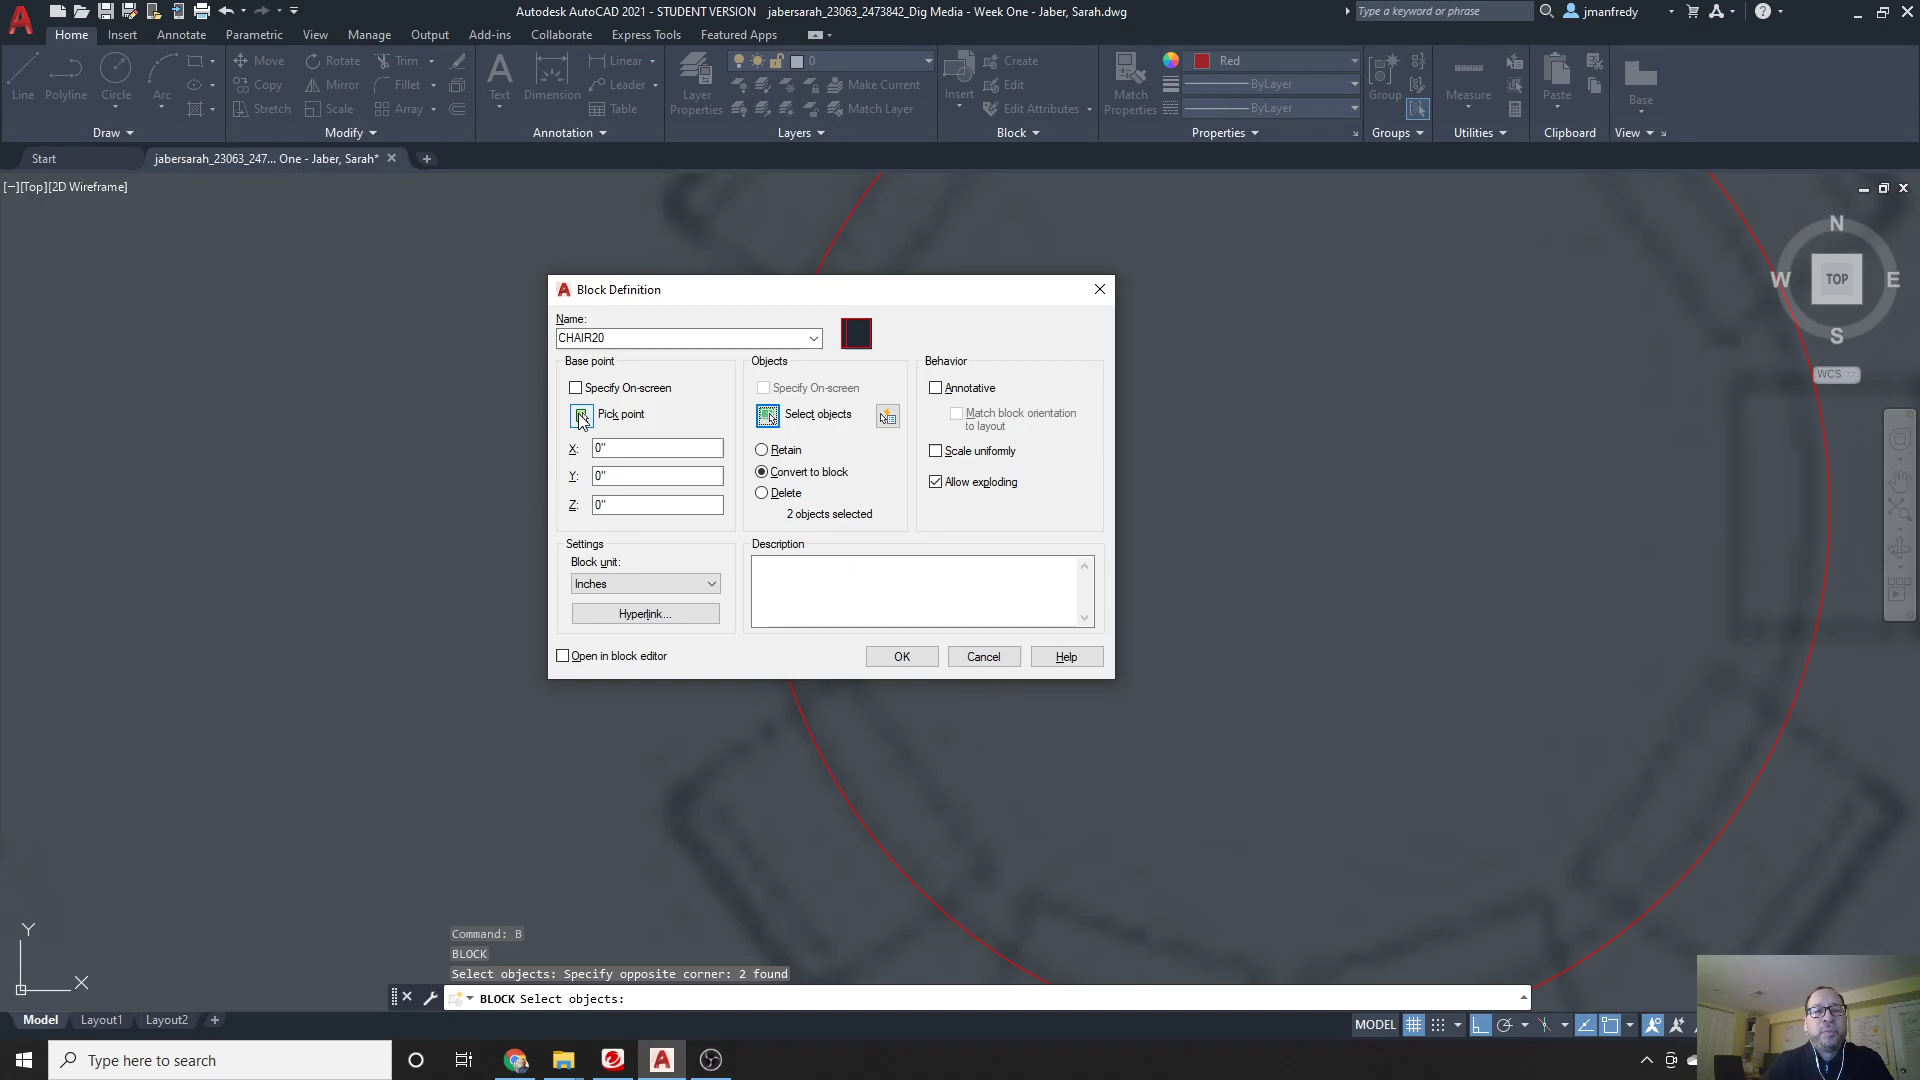 Autodesk AutoCAD 2021 - STUDENT VERSION jabersarah_23063_2473842_Dig Media - Week One - Jaber, Sarah.dwg
Type a keyword or phrase
jmanfredy
Home Insert Annotate Parametric View Manage Output Add-ins Collaborate Express Tools Featured Apps
Line Polyline Circle Arc
Move Rotate Trim
Copy Mirror Fillet
Stretch Scale Array
Text Dimension
Linear
Leader
Table
Layer Properties
0
Make Current
Match Layer
Insert
Create
Edit
Edit Attributes
Match Properties
Red
ByLayer
ByLayer
Group
Measure
Paste
Base
Draw Modify Annotation Layers Block Properties Groups Utilities Clipboard View
Start
jabersarah_23063_247... One - Jaber, Sarah*
[−][Top][2D Wireframe]
N
W TOP E
S
WCS
Block Definition
Name:
CHAIR20
Base point
Specify On-screen
Pick point
X: 0"
Y: 0"
Z: 0"
Objects
Specify On-screen
Select objects
Retain
Convert to block
Delete
2 objects selected
Behavior
Annotative
Match block orientation
to layout
Scale uniformly
Allow exploding
Settings
Block unit:
Inches
Hyperlink...
Description
Open in block editor
OK Cancel Help
Y
X
Command: B
BLOCK
Select objects: Specify opposite corner: 2 found
BLOCK Select objects:
Model Layout1 Layout2
MODEL
Type here to search